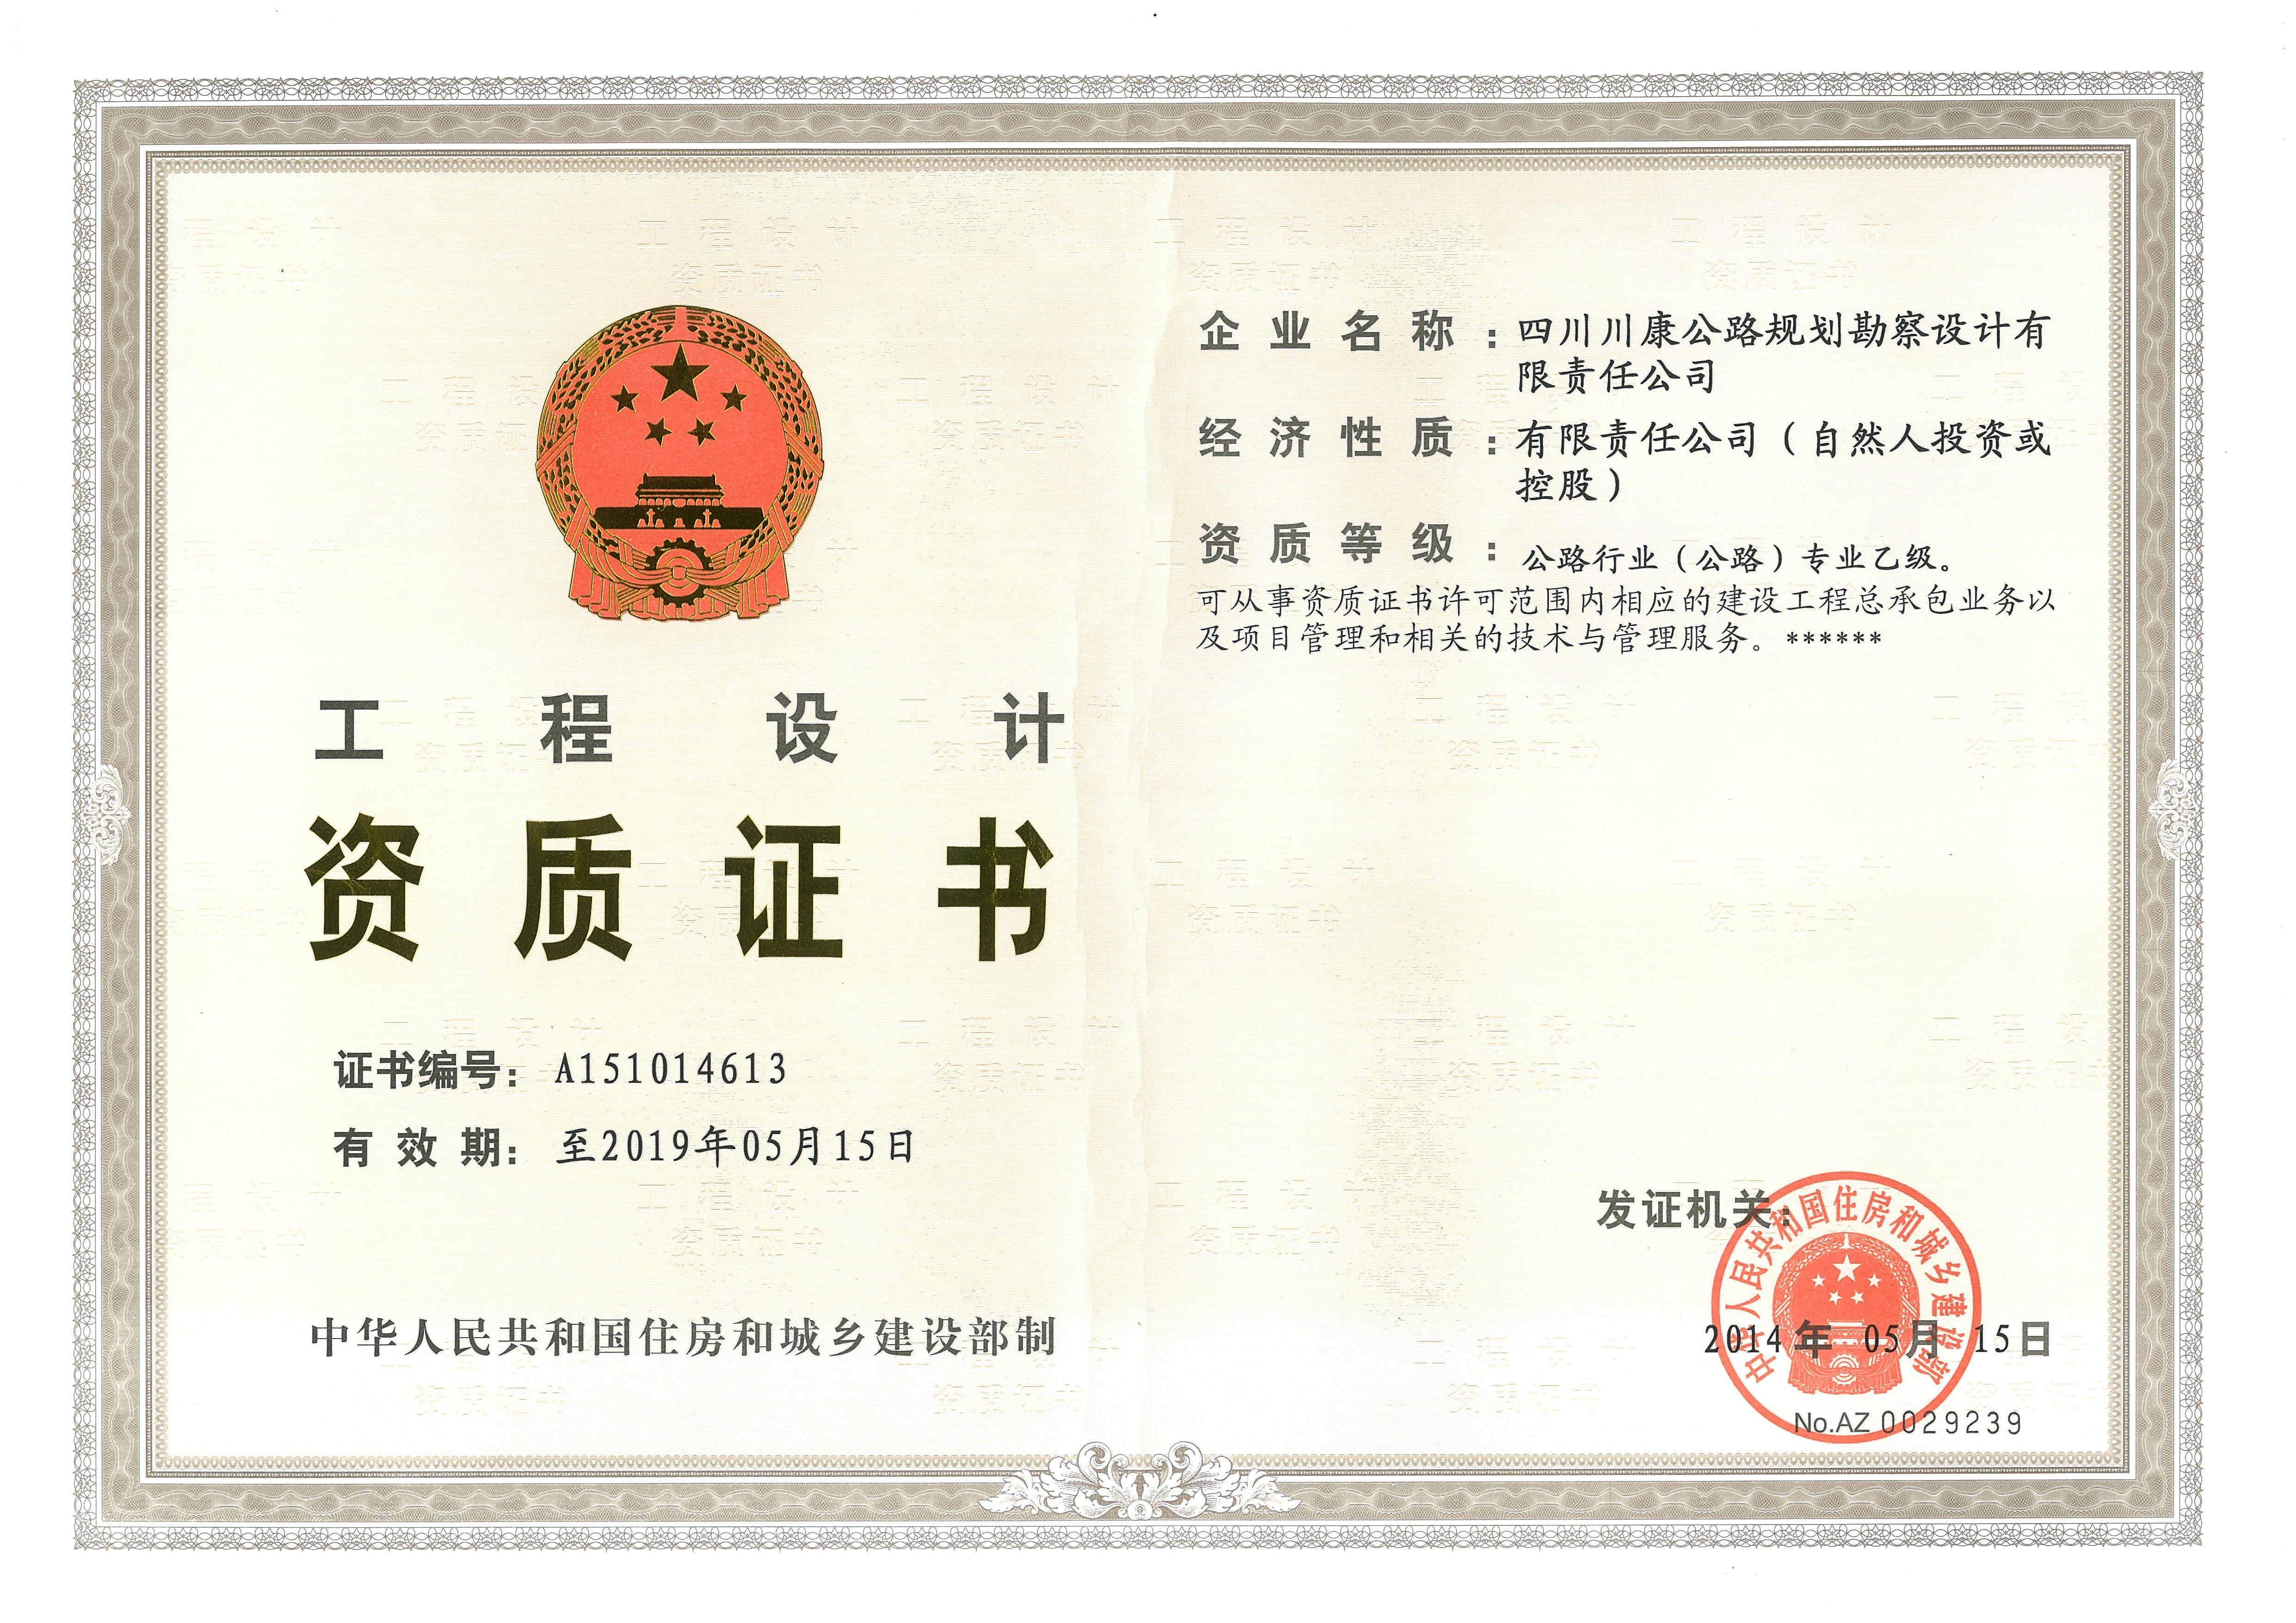 工程设计
资质证书
证书编号： A151014613
有效期： 至2019年05月15日
中华人民共和国住房和城乡建设部制
企业名称：四川川康公路规划勘察设计有
限责任公司
经济性质：有限责任公司（自然人投资或
控股）
资质等级：公路行业（公路）专业乙级。
可从事资质证书许可范围内相应的建设工程总承包业务以
及项目管理和相关的技术与管理服务。******
发证机关：
中华人民共和国住房和城乡建设部
2014年 05月 15日
No.AZ 0029239